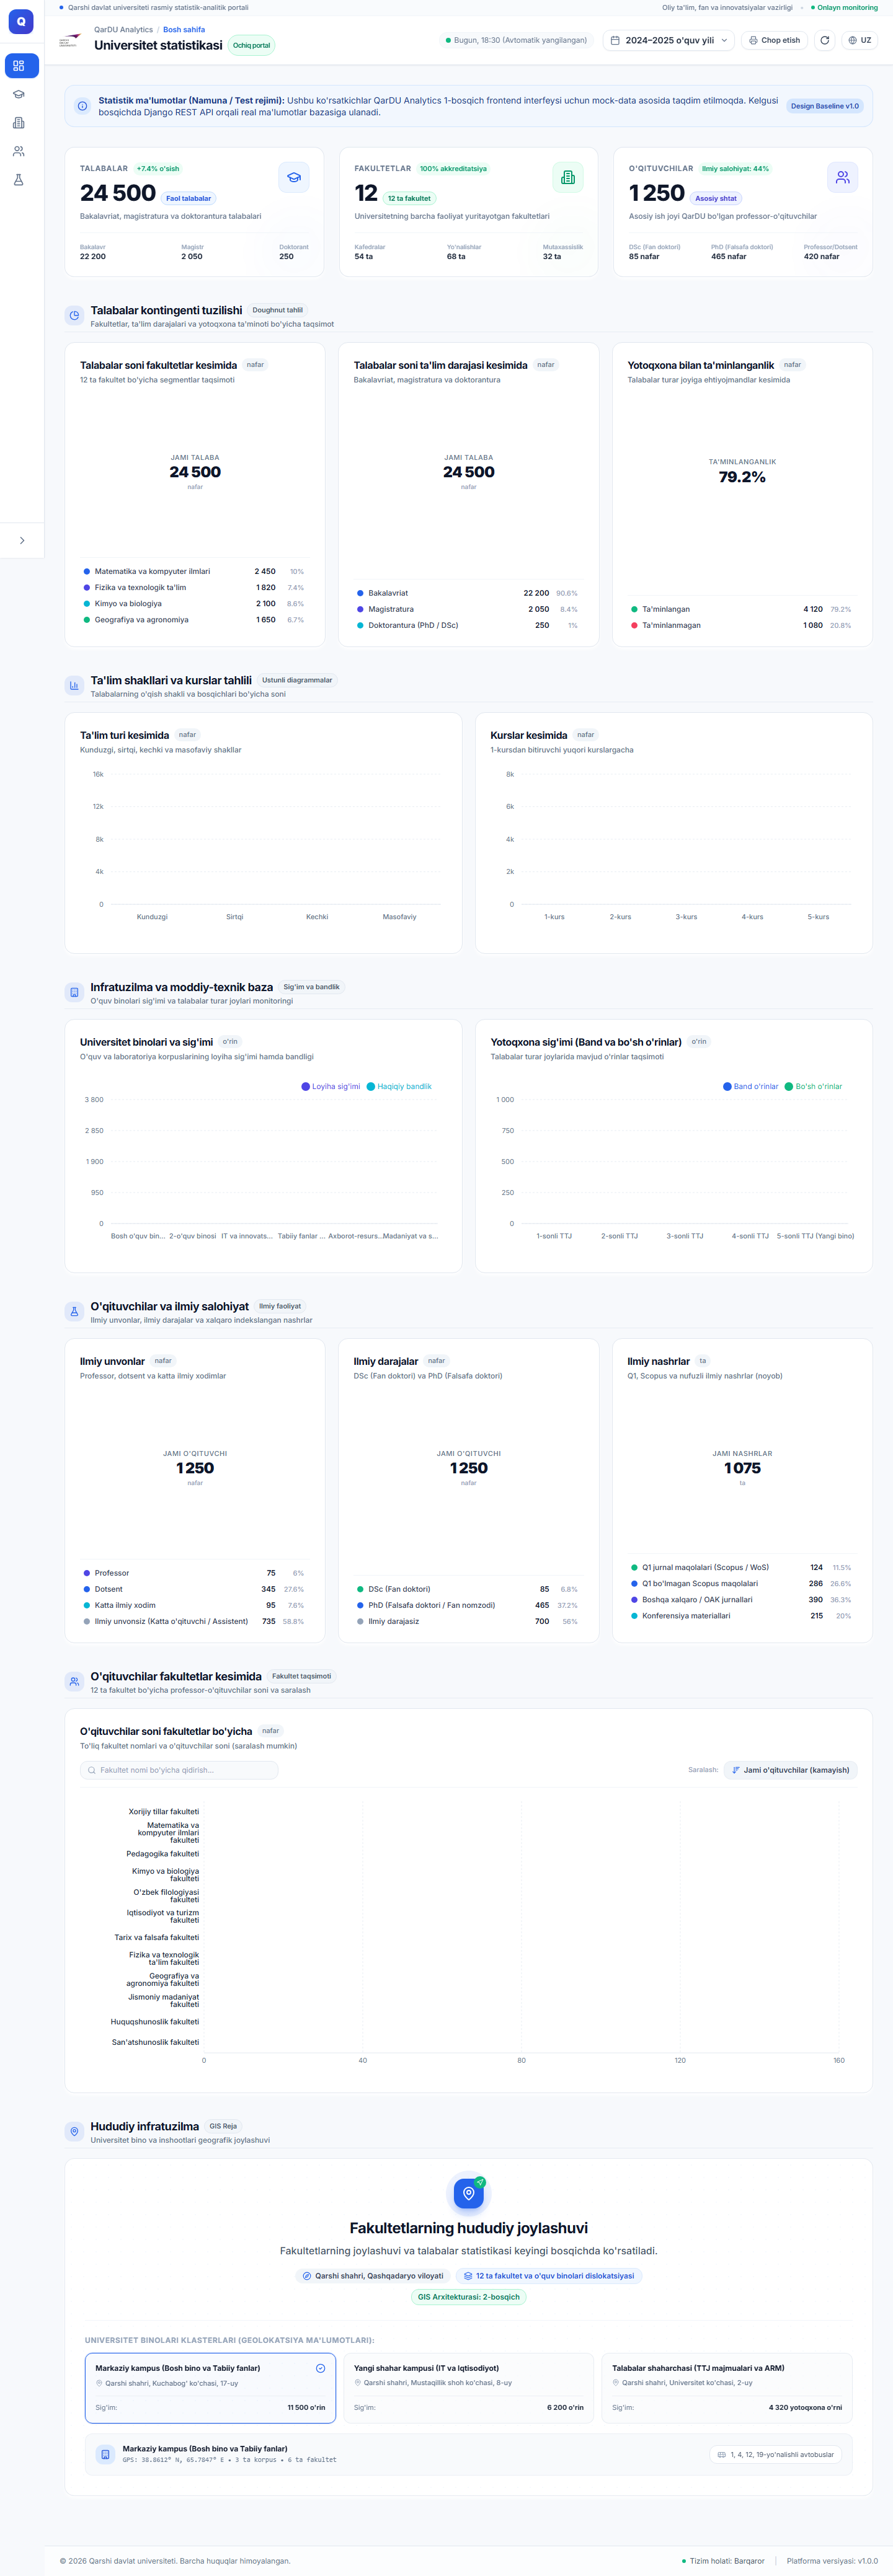 Qarshi davlat universiteti rasmiy statistik-analitik portali
Oliy ta'lim, fan va innovatsiyalar vazirligi • Onlayn monitoring
Q
QarDU Analytics / Bosh sahifa
Universitet statistikasi Ochiq portal
Bugun, 18:30 (Avtomatik yangilangan)
2024–2025 o'quv yili
Chop etish
UZ
Statistik ma'lumotlar (Namuna / Test rejimi): Ushbu ko'rsatkichlar QarDU Analytics 1-bosqich frontend interfeysi uchun mock-data asosida taqdim etilmoqda. Kelgusi
bosqichda Django REST API orqali real ma'lumotlar bazasiga ulanadi.
Design Baseline v1.0
TALABALAR +7.4% o'sish
24 500 Faol talabalar
Bakalavriat, magistratura va doktorantura talabalari
Bakalavr Magistr Doktorant
22 200 2 050 250
FAKULTETLAR 100% akkreditatsiya
12 12 ta fakultet
Universitetning barcha faoliyat yuritayotgan fakultetlari
Kafedralar Yo'nalishlar Mutaxassislik
54 ta 68 ta 32 ta
O'QITUVCHILAR Ilmiy salohiyat: 44%
1 250 Asosiy shtat
Asosiy ish joyi QarDU bo'lgan professor-o'qituvchilar
DSc (Fan doktori) PhD (Falsafa doktori) Professor/Dotsent
85 nafar 465 nafar 420 nafar
Talabalar kontingenti tuzilishi Doughnut tahlil
Fakultetlar, ta'lim darajalari va yotoqxona ta'minoti bo'yicha taqsimot
Talabalar soni fakultetlar kesimida nafar
12 ta fakultet bo'yicha segmentlar taqsimoti
JAMI TALABA
24 500
nafar
Matematika va kompyuter ilmlari 2 450 10%
Fizika va texnologik ta'lim 1 820 7.4%
Kimyo va biologiya 2 100 8.6%
Geografiya va agronomiya 1 650 6.7%
Talabalar soni ta'lim darajasi kesimida nafar
Bakalavriat, magistratura va doktorantura
JAMI TALABA
24 500
nafar
Bakalavriat 22 200 90.6%
Magistratura 2 050 8.4%
Doktorantura (PhD / DSc) 250 1%
Yotoqxona bilan ta'minlanganlik nafar
Talabalar turar joyiga ehtiyojmandlar kesimida
TA'MINLANGANLIK
79.2%
Ta'minlangan 4 120 79.2%
Ta'minlanmagan 1 080 20.8%
Ta'lim shakllari va kurslar tahlili Ustunli diagrammalar
Talabalarning o'qish shakli va bosqichlari bo'yicha soni
Ta'lim turi kesimida nafar
Kunduzgi, sirtqi, kechki va masofaviy shakllar
16k
12k
8k
4k
0
Kunduzgi Sirtqi Kechki Masofaviy
Kurslar kesimida nafar
1-kursdan bitiruvchi yuqori kurslargacha
8k
6k
4k
2k
0
1-kurs 2-kurs 3-kurs 4-kurs 5-kurs
Infratuzilma va moddiy-texnik baza Sig'im va bandlik
O'quv binolari sig'imi va talabalar turar joylari monitoringi
Universitet binolari va sig'imi o'rin
O'quv va laboratoriya korpuslarining loyiha sig'imi hamda bandligi
Loyiha sig'imi Haqiqiy bandlik
3 800
2 850
1 900
950
0
Bosh o'quv bin... 2-o'quv binosi IT va innovats... Tabiiy fanlar ... Axborot-resurs... Madaniyat va s...
Yotoqxona sig'imi (Band va bo'sh o'rinlar) o'rin
Talabalar turar joylarida mavjud o'rinlar taqsimoti
Band o'rinlar Bo'sh o'rinlar
1 000
750
500
250
0
1-sonli TTJ 2-sonli TTJ 3-sonli TTJ 4-sonli TTJ 5-sonli TTJ (Yangi bino)
O'qituvchilar va ilmiy salohiyat Ilmiy faoliyat
Ilmiy unvonlar, ilmiy darajalar va xalqaro indekslangan nashrlar
Ilmiy unvonlar nafar
Professor, dotsent va katta ilmiy xodimlar
JAMI O'QITUVCHI
1 250
nafar
Professor 75 6%
Dotsent 345 27.6%
Katta ilmiy xodim 95 7.6%
Ilmiy unvonsiz (Katta o'qituvchi / Assistent) 735 58.8%
Ilmiy darajalar nafar
DSc (Fan doktori) va PhD (Falsafa doktori)
JAMI O'QITUVCHI
1 250
nafar
DSc (Fan doktori) 85 6.8%
PhD (Falsafa doktori / Fan nomzodi) 465 37.2%
Ilmiy darajasiz 700 56%
Ilmiy nashrlar ta
Q1, Scopus va nufuzli ilmiy nashrlar (noyob)
JAMI NASHRLAR
1 075
ta
Q1 jurnal maqolalari (Scopus / WoS) 124 11.5%
Q1 bo'lmagan Scopus maqolalari 286 26.6%
Boshqa xalqaro / OAK jurnallari 390 36.3%
Konferensiya materiallari 215 20%
O'qituvchilar fakultetlar kesimida Fakultet taqsimoti
12 ta fakultet bo'yicha professor-o'qituvchilar soni va saralash
O'qituvchilar soni fakultetlar bo'yicha nafar
To'liq fakultet nomlari va o'qituvchilar soni (saralash mumkin)
Fakultet nomi bo'yicha qidirish...
Saralash: Jami o'qituvchilar (kamayish)
Xorijiy tillar fakulteti
Matematika va
kompyuter ilmlari
fakulteti
Pedagogika fakulteti
Kimyo va biologiya
fakulteti
O'zbek filologiyasi
fakulteti
Iqtisodiyot va turizm
fakulteti
Tarix va falsafa fakulteti
Fizika va texnologik
ta'lim fakulteti
Geografiya va
agronomiya fakulteti
Jismoniy madaniyat
fakulteti
Huquqshunoslik fakulteti
San'atshunoslik fakulteti
0 40 80 120 160
Hududiy infratuzilma GIS Reja
Universitet bino va inshootlari geografik joylashuvi
Fakultetlarning hududiy joylashuvi
Fakultetlarning joylashuvi va talabalar statistikasi keyingi bosqichda ko'rsatiladi.
Qarshi shahri, Qashqadaryo viloyati
12 ta fakultet va o'quv binolari dislokatsiyasi
GIS Arxitekturasi: 2-bosqich
UNIVERSITET BINOLARI KLASTERLARI (GEOLOKATSIYA MA'LUMOTLARI):
Markaziy kampus (Bosh bino va Tabiiy fanlar)
Qarshi shahri, Kuchabog' ko'chasi, 17-uy
Sig'im: 11 500 o'rin
Yangi shahar kampusi (IT va Iqtisodiyot)
Qarshi shahri, Mustaqillik shoh ko'chasi, 8-uy
Sig'im: 6 200 o'rin
Talabalar shaharchasi (TTJ majmualari va ARM)
Qarshi shahri, Universitet ko'chasi, 2-uy
Sig'im: 4 320 yotoqxona o'rni
Markaziy kampus (Bosh bino va Tabiiy fanlar)
GPS: 38.8612° N, 65.7847° E • 3 ta korpus • 6 ta fakultet
1, 4, 12, 19-yo'nalishli avtobuslar
© 2026 Qarshi davlat universiteti. Barcha huquqlar himoyalangan.
Tizim holati: Barqaror
Platforma versiyasi: v1.0.0